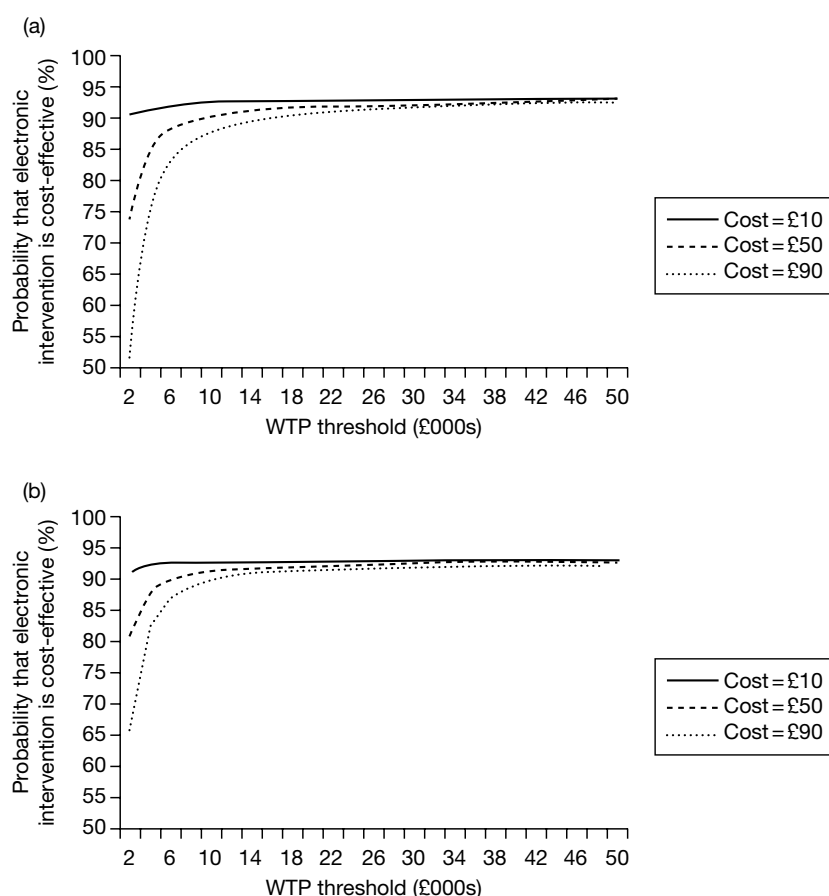 (a)
Probability that electronic
intervention is cost-effective (%)
100
95
90
85
80
75
70
65
60
55
50
2 6 10 14 18 22 26 30 34 38 42 46 50
WTP threshold (£000s)
Cost=£10
Cost=£50
Cost=£90
(b)
Probability that electronic
intervention is cost-effective (%)
100
95
90
85
80
75
70
65
60
55
50
2 6 10 14 18 22 26 30 34 38 42 46 50
WTP threshold (£000s)
Cost=£10
Cost=£50
Cost=£90